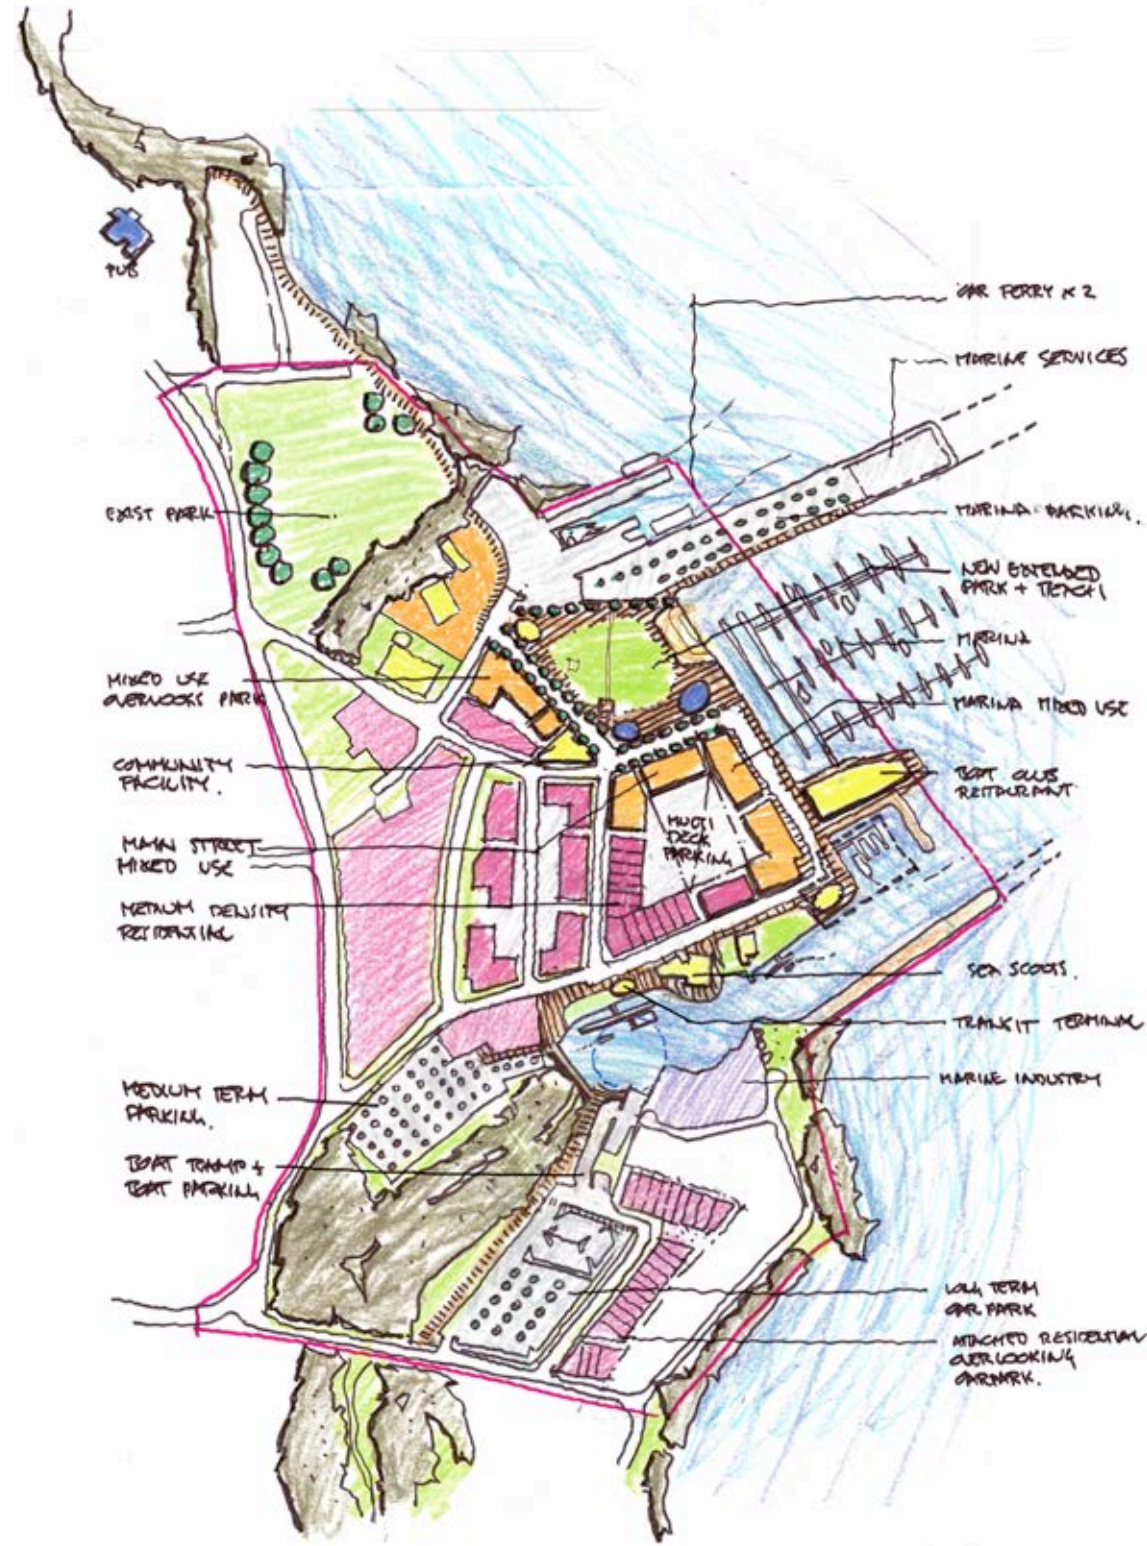 PUB
CAR FERRY x 2
MARINE SERVICES
EXIST PARK
MARINA PARKING.
NEW EXTENDED
PARK + BEACH
MARINA
MIXED USE
OVERLOOKS PARK
MARINA MIXED USE
COMMUNITY
FACILITY.
BOAT CLUB
RESTAURANT
MULTI
DECK
PARKING
MAIN STREET
MIXED USE
MEDIUM DENSITY
RESIDENTIAL
SEA SCOUTS.
TRANSIT TERMINAL
MARINE INDUSTRY
MEDIUM TERM
PARKING.
BOAT RAMP +
BOAT PARKING
LONG TERM
CAR PARK
ATTACHED RESIDENTIAL
OVERLOOKING
CARPARK.